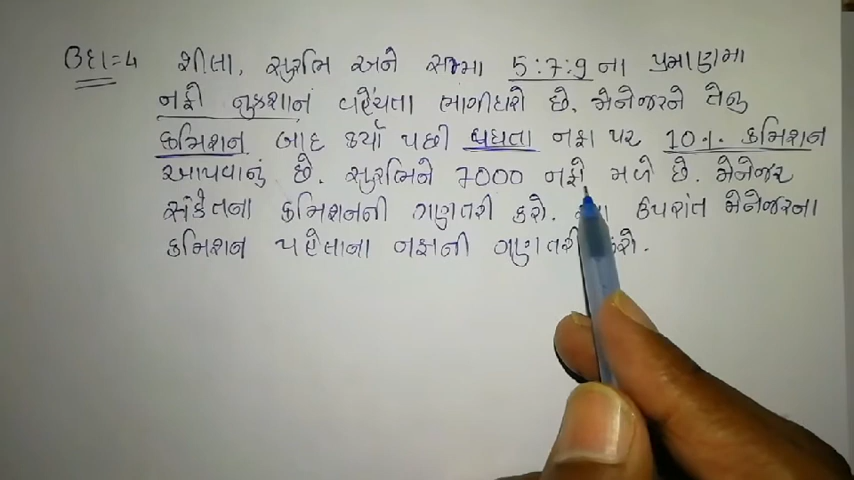 ઉદા=4 શીલા, સુરભિ અને સીમા 5:7:9 ના પ્રમાણમા
નફો નુકશાન વહેંચતા ભાગીદારો છે. મેનેજરને તેનુ
કમિશન બાદ કર્યા પછી વધતા નફા પર 10% કમિશન
આપવાનું છે. સુરભિને 7000 નફો મળે છે. મેનેજર
સંકેતના કમિશનની ગણતરી કરો. ઉપરાંત મેનેજરના
કમિશન પહેલાના નફાની ગણતરી કરો.